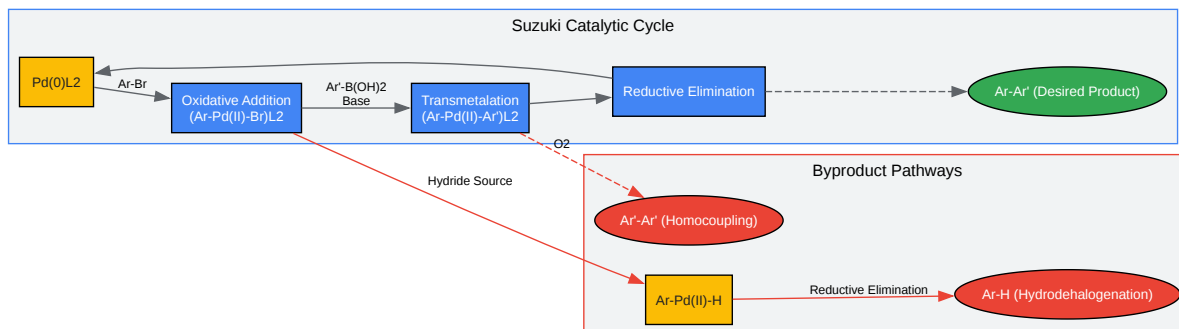 Suzuki Catalytic Cycle
Pd(0)L2
Ar-Br
Oxidative Addition
(Ar-Pd(II)-Br)L2
Ar'-B(OH)2
Base
Transmetalation
(Ar-Pd(II)-Ar')L2
Reductive Elimination
Ar-Ar' (Desired Product)
O2
Hydride Source
Byproduct Pathways
Ar'-Ar' (Homocoupling)
Ar-Pd(II)-H
Reductive Elimination
Ar-H (Hydrodehalogenation)